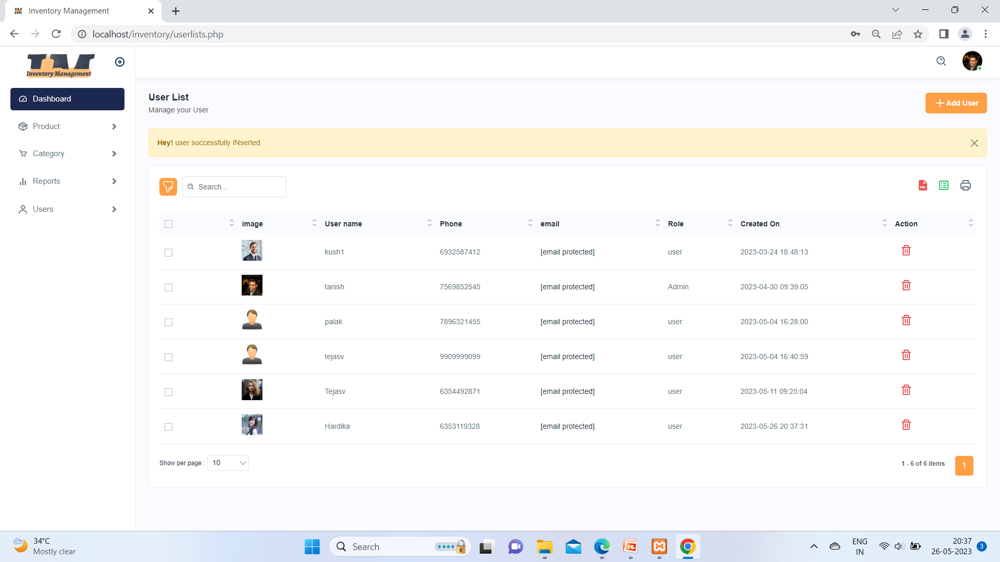 Inventory Management
localhost/inventory/userlists.php
IM
Inventory Management
Dashboard
Product
Category
Reports
Users
User List
Manage your User
Add User
Hey! user successfully INserted
Search...
PDF
image User name Phone email Role Created On Action
kush1 6932587412 [email protected] user 2023-03-24 18:48:13
tanish 7569852545 [email protected] Admin 2023-04-30 09:39:05
palak 7896321455 [email protected] user 2023-05-04 16:28:00
tejasv 9909999099 [email protected] user 2023-05-04 16:40:59
Tejasv 6354492871 [email protected] user 2023-05-11 09:25:04
Hardika 6353119328 [email protected] user 2023-05-26 20:37:31
Show per page : 10
1 - 6 of 6 items 1
34°C
Mostly clear
Search
ENG
IN
20:37
26-05-2023
3